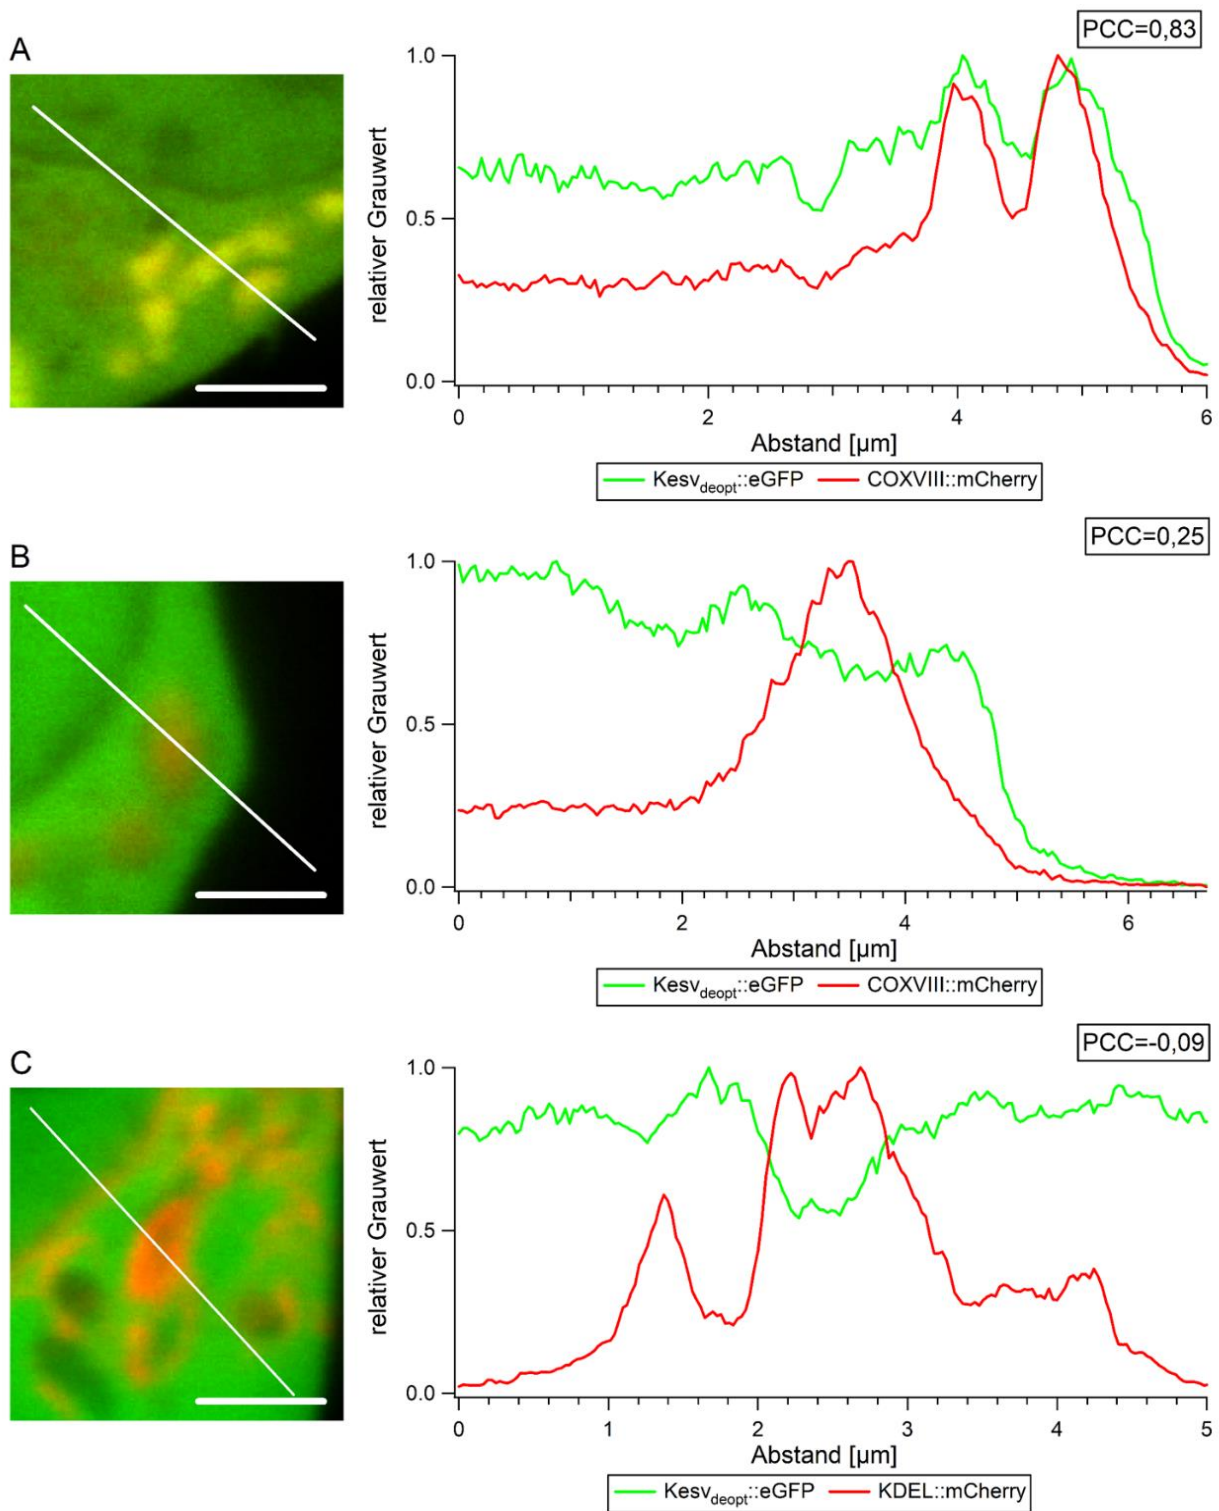 A
PCC=0,83
1.0
0.5
0.0
relativer Grauwert
0 2 4 6
Abstand [µm]
Kesv_deopt::eGFP COXVIII::mCherry
B
PCC=0,25
1.0
0.5
0.0
relativer Grauwert
0 2 4 6
Abstand [µm]
Kesv_deopt::eGFP COXVIII::mCherry
C
PCC=-0,09
1.0
0.5
0.0
relativer Grauwert
0 1 2 3 4 5
Abstand [µm]
Kesv_deopt::eGFP KDEL::mCherry